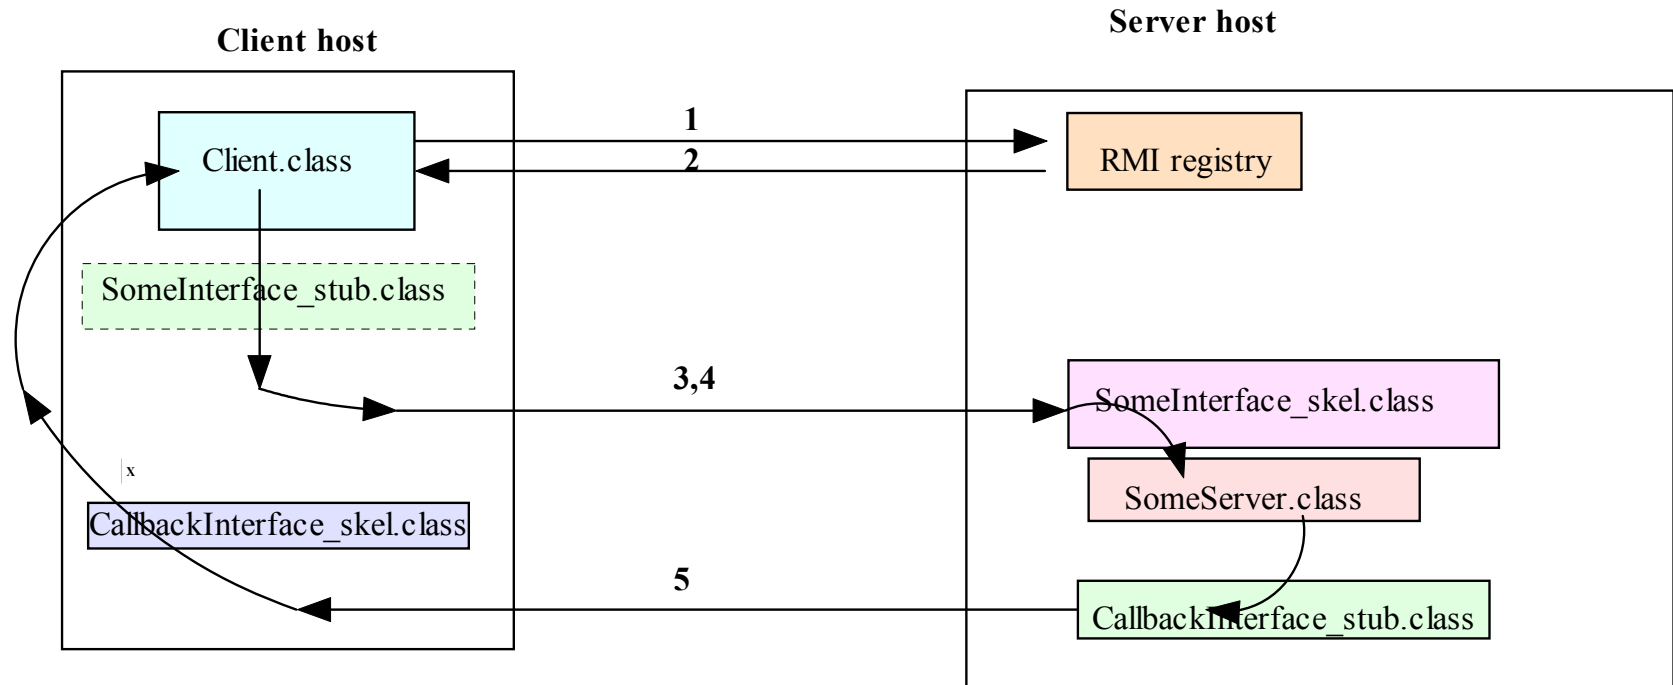 Server host
Client host
1
Client.class
2
RMI registry
SomeInterface_stub.class
3,4
SomeInterface_skel.class
x
SomeServer.class
CallbackInterface_skel.class
5
CallbackInterface_stub.class